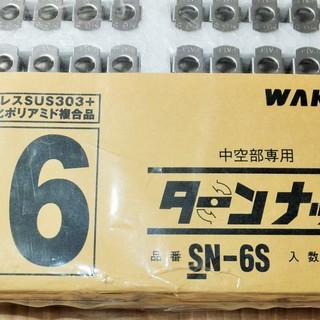 レスSUS303+
ヒポリアミド複合品
WAK
6
中空部専用
ターンナッ
品番 SN-6S 入数